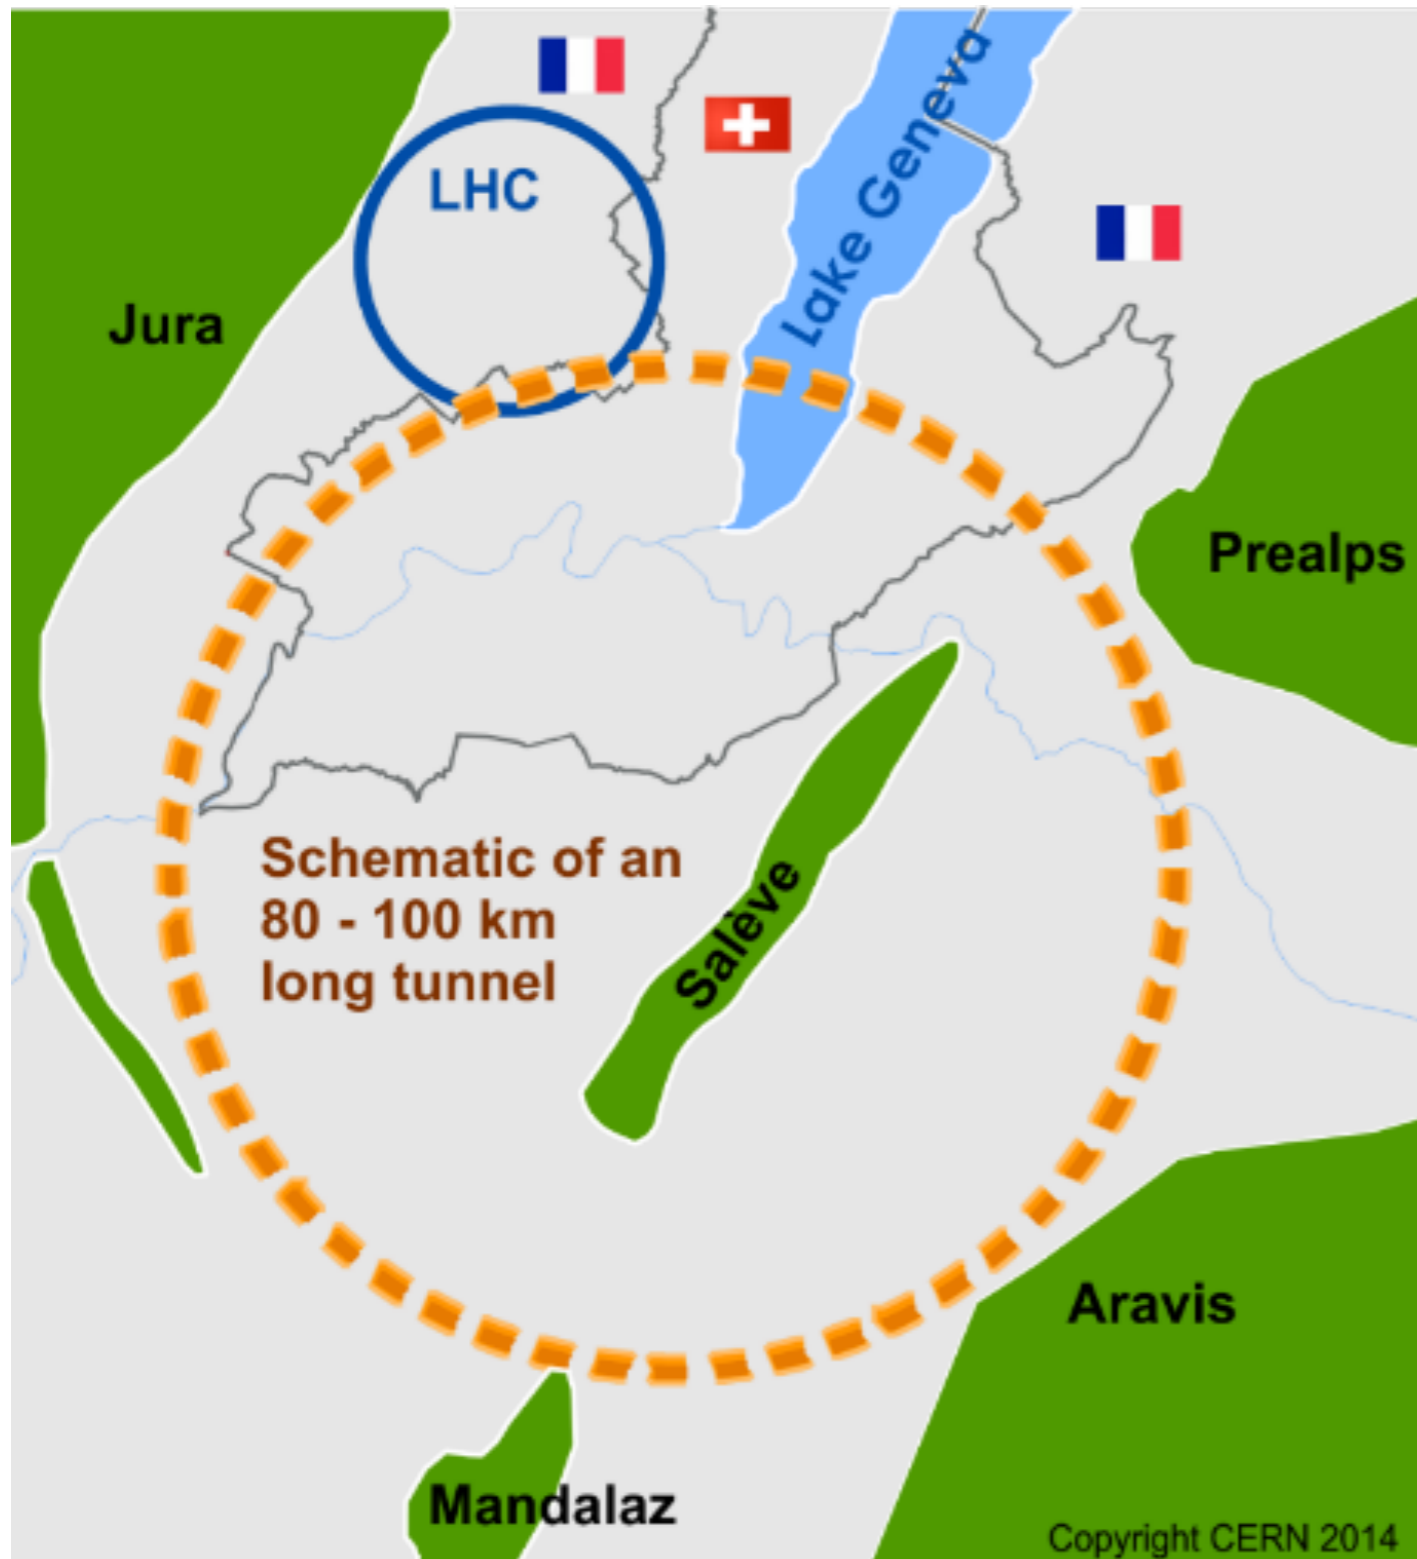 LHC
Lake Geneva
Jura
Prealps
Schematic of an
80 - 100 km
long tunnel
Salève
Aravis
Mandalaz
Copyright CERN 2014